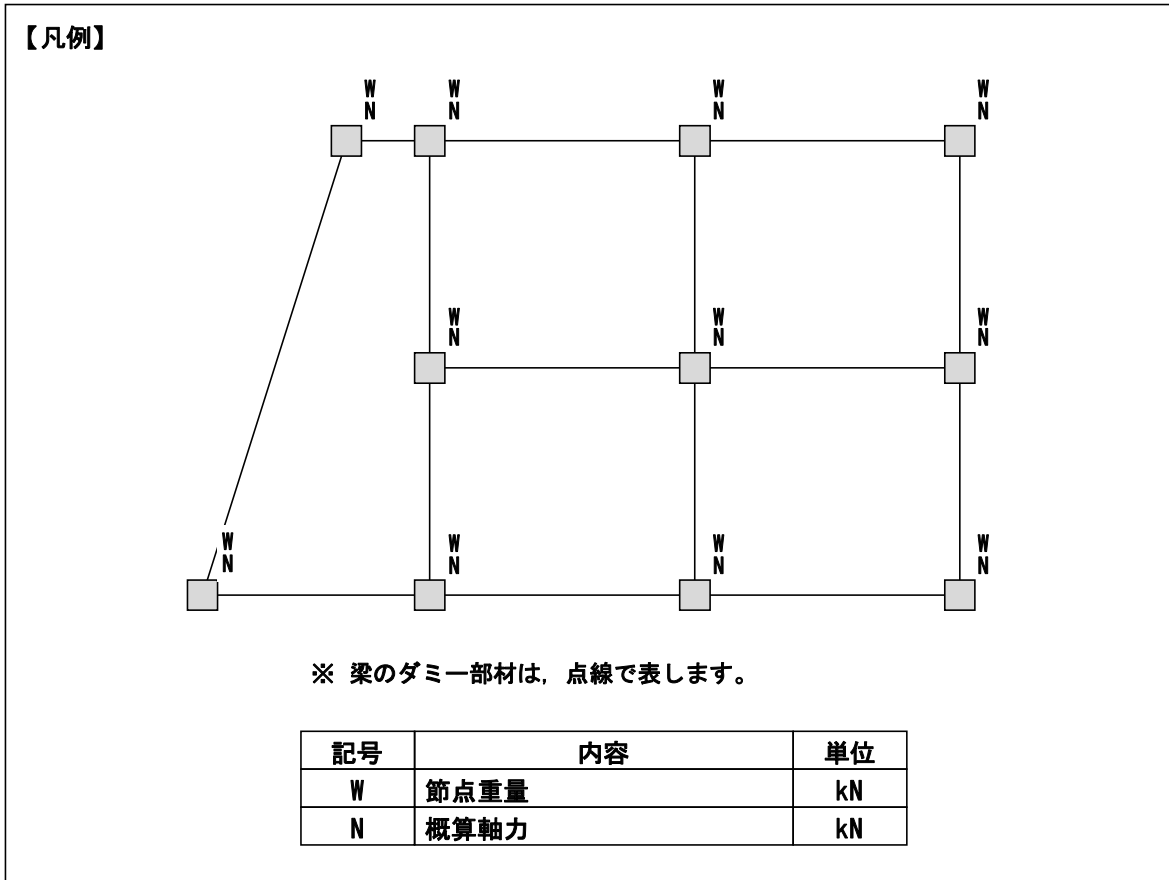 【凡例】
W W W W
N N N N
W W W
N N N
W W W W
N N N N
※ 梁のダミー部材は，点線で表します。
記号 内容 単位
W 節点重量 kN
N 概算軸力 kN